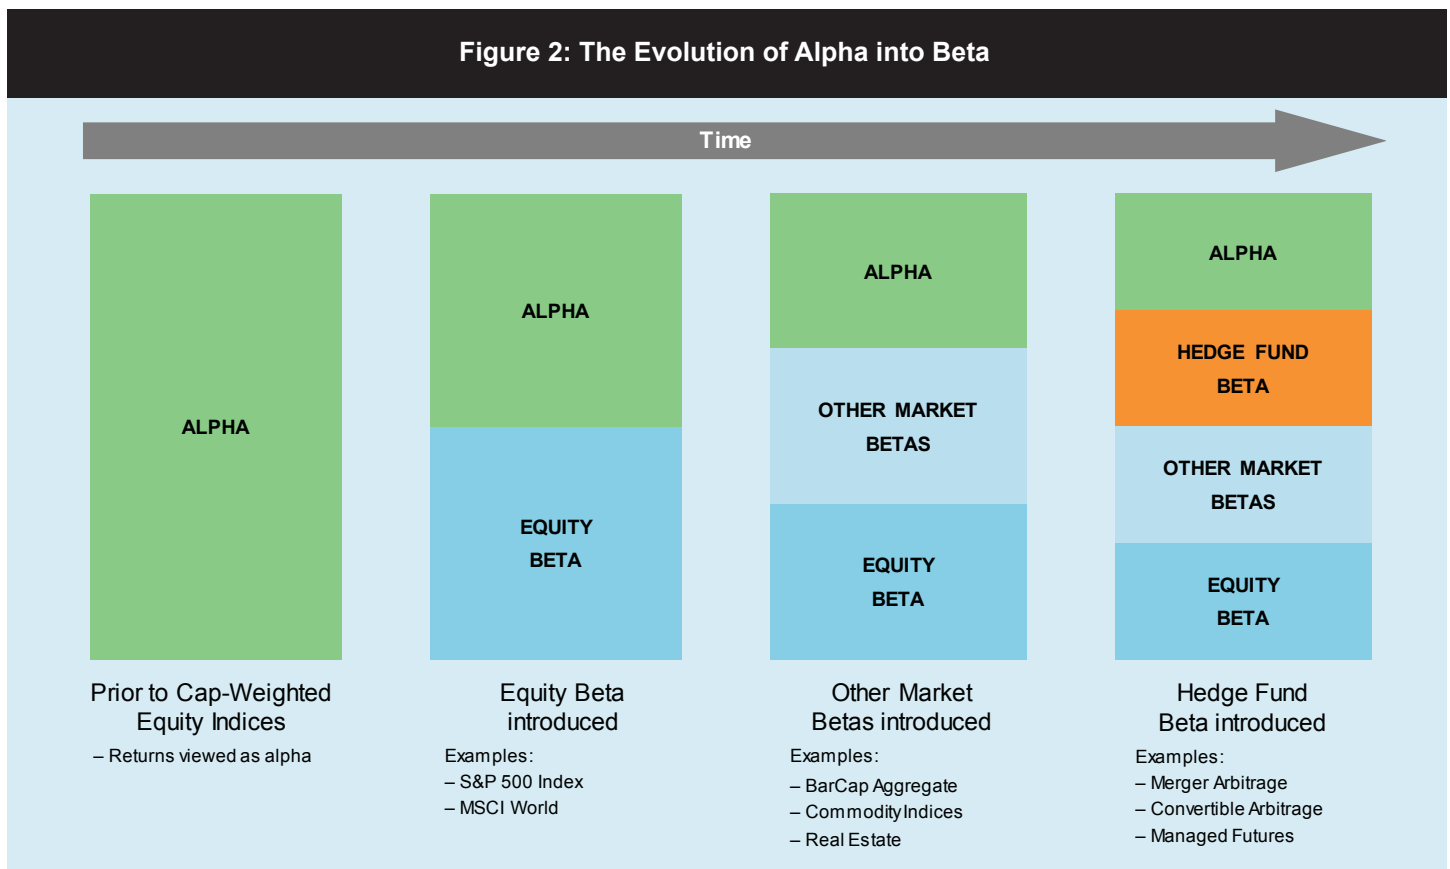 Figure 2: The Evolution of Alpha into Beta
Time
ALPHA
Prior to Cap-Weighted
Equity Indices
– Returns viewed as alpha
ALPHA
EQUITY
BETA
Equity Beta
introduced
Examples:
– S&P 500 Index
– MSCI World
ALPHA
OTHER MARKET
BETAS
EQUITY
BETA
Other Market
Betas introduced
Examples:
– BarCap Aggregate
– Commodity Indices
– Real Estate
ALPHA
HEDGE FUND
BETA
OTHER MARKET
BETAS
EQUITY
BETA
Hedge Fund
Beta introduced
Examples:
– Merger Arbitrage
– Convertible Arbitrage
– Managed Futures